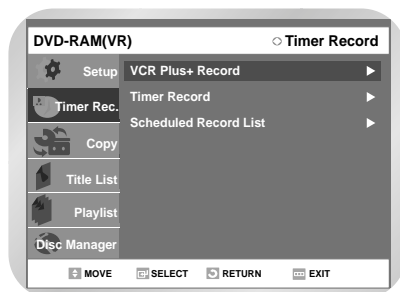 DVD-RAM(VR) Timer Record
Setup
VCR Plus+ Record
Timer Rec.
Timer Record
Scheduled Record List
Copy
Title List
Playlist
Disc Manager
MOVE SELECT RETURN EXIT